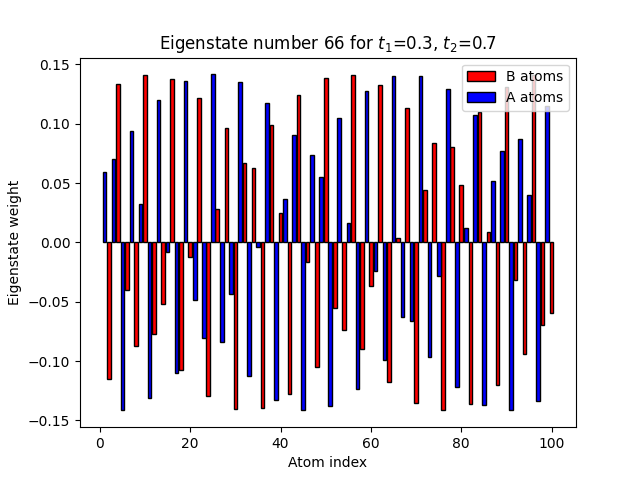 Eigenstate number 66 for t₁=0.3, t₂=0.7
B atoms
A atoms
Eigenstate weight
0.15
0.10
0.05
0.00
−0.05
−0.10
−0.15
0 20 40 60 80 100
Atom index